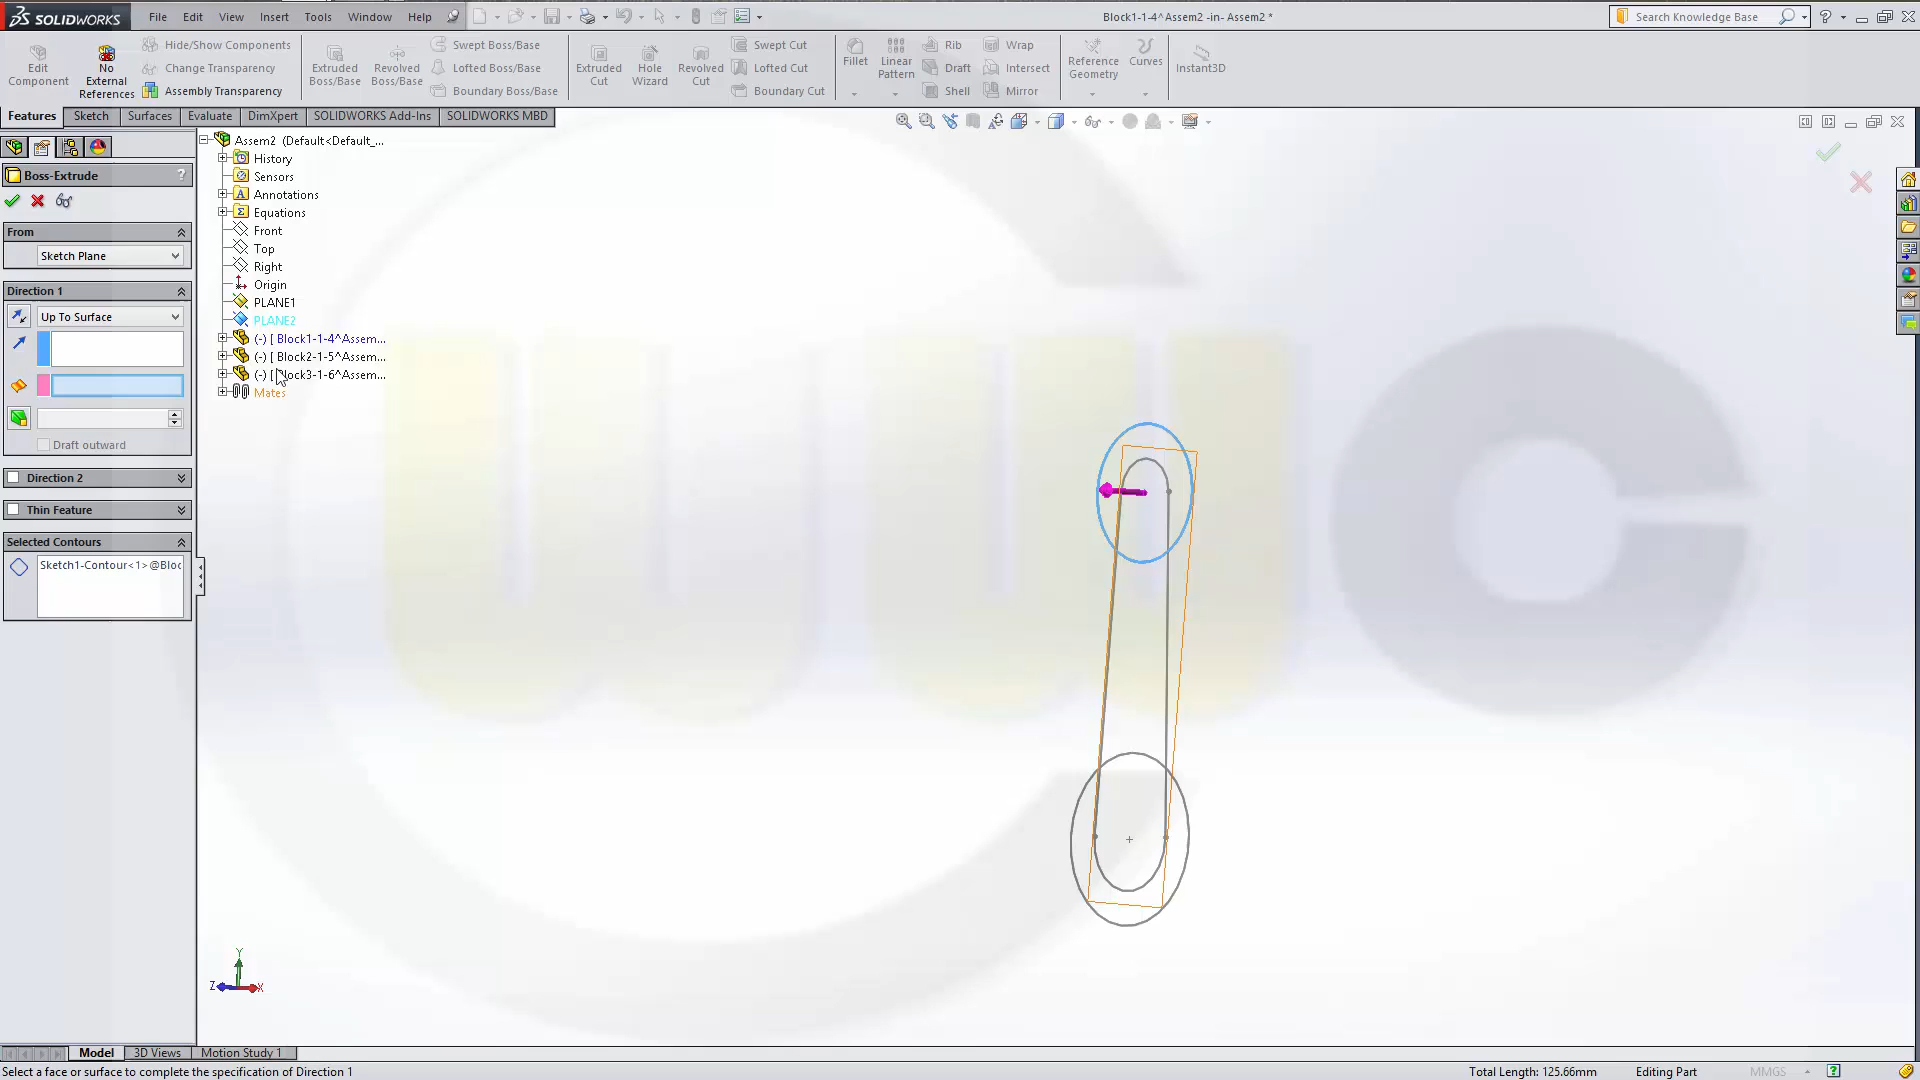 SOLIDWORKS File Edit View Insert Tools Window Help Block1-1-4^Assem2 -in- Assem2 * Search Knowledge Base ?
Edit Component
No External References
Hide/Show Components
Change Transparency
Assembly Transparency
Extruded Boss/Base
Revolved Boss/Base
Swept Boss/Base
Lofted Boss/Base
Boundary Boss/Base
Extruded Cut
Hole Wizard
Revolved Cut
Swept Cut
Lofted Cut
Boundary Cut
Fillet
Linear Pattern
Rib
Draft
Shell
Wrap
Intersect
Mirror
Reference Geometry
Curves
Instant3D
Features Sketch Surfaces Evaluate DimXpert SOLIDWORKS Add-Ins SOLIDWORKS MBD
Boss-Extrude ?
From
Sketch Plane
Direction 1
Up To Surface
Draft outward
Direction 2
Thin Feature
Selected Contours
Sketch1-Contour<1>@Bloc
Assem2 (Default<Default_...
History
Sensors
Annotations
Equations
Front
Top
Right
Origin
PLANE1
PLANE2
(-) [ Block1-1-4^Assem...
(-) [ Block2-1-5^Assem...
(-) [ Block3-1-6^Assem...
Mates
Y
Z
X
Model 3D Views Motion Study 1
Select a face or surface to complete the specification of Direction 1 Total Length: 125.66mm Editing Part MMGS ?